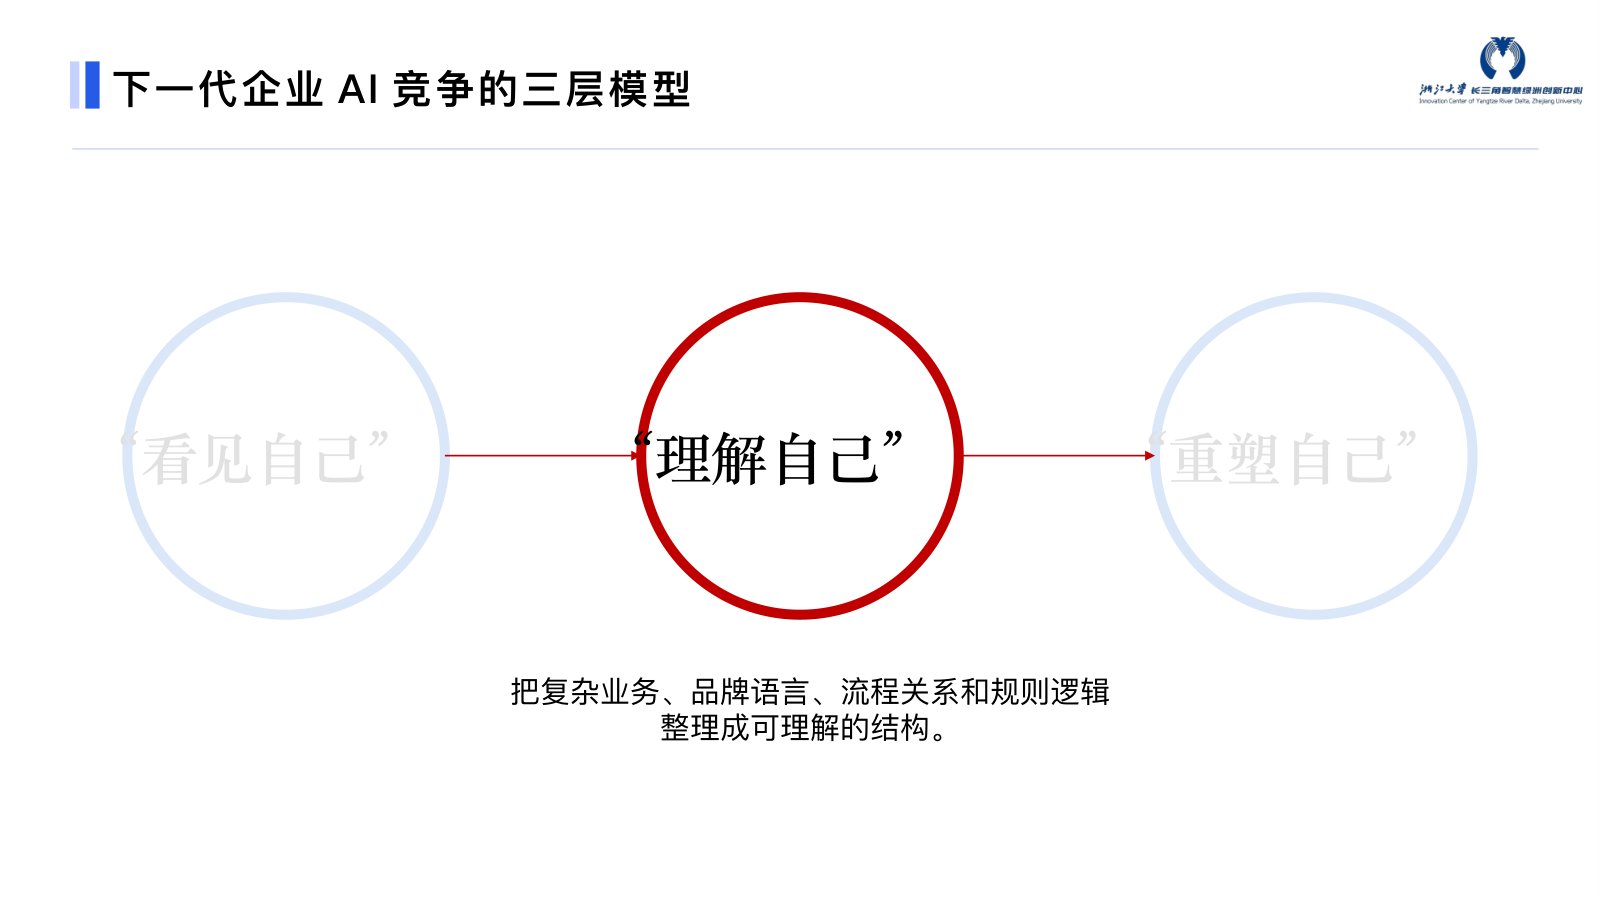 下一代企业 AI 竞争的三层模型
浙江大学 长三角智慧绿洲创新中心
Innovation Center of Yangtze River Delta, Zhejiang University
“看见自己”
“理解自己”
“重塑自己”
把复杂业务、品牌语言、流程关系和规则逻辑
整理成可理解的结构。